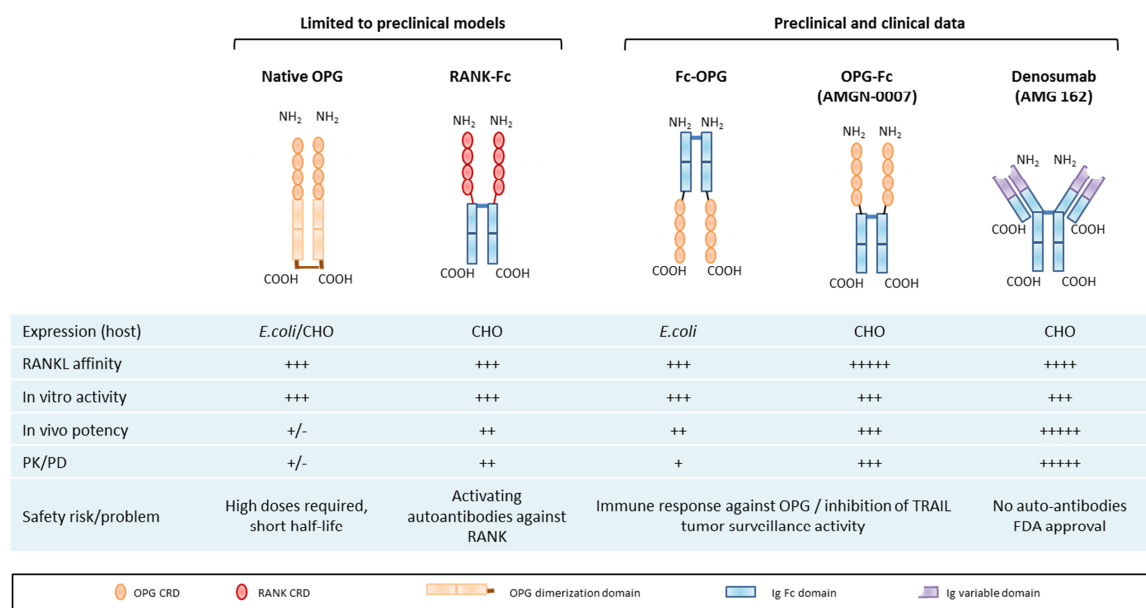 Limited to preclinical models
Preclinical and clinical data
Native OPG
RANK-Fc
Fc-OPG
OPG-Fc
(AMGN-0007)
Denosumab
(AMG 162)
NH2 NH2
NH2 NH2
NH2 NH2
NH2 NH2
NH2 NH2
COOH COOH
COOH COOH
COOH COOH
COOH COOH
COOH COOH
Expression (host) E.coli/CHO CHO E.coli CHO CHO
RANKL affinity +++ +++ +++ +++++ ++++
In vitro activity +++ +++ +++ +++ +++
In vivo potency +/- ++ ++ +++ +++++
PK/PD +/- ++ + +++ +++++
Safety risk/problem
High doses required,
short half-life
Activating
autoantibodies against
RANK
Immune response against OPG / inhibition of TRAIL
tumor surveillance activity
No auto-antibodies
FDA approval
OPG CRD RANK CRD OPG dimerization domain Ig Fc domain Ig variable domain